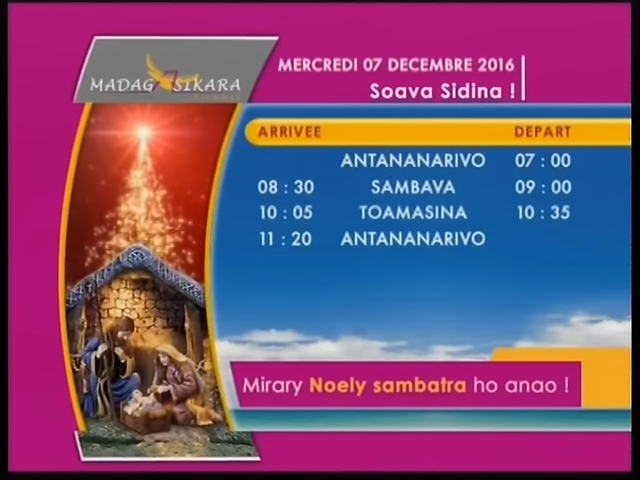 MADAGASIKARA
MERCREDI 07 DECEMBRE 2016
Soava Sidina !
ARRIVEE DEPART
ANTANANARIVO 07 : 00
08 : 30 SAMBAVA 09 : 00
10 : 05 TOAMASINA 10 : 35
11 : 20 ANTANANARIVO
Mirary Noely sambatra ho anao !